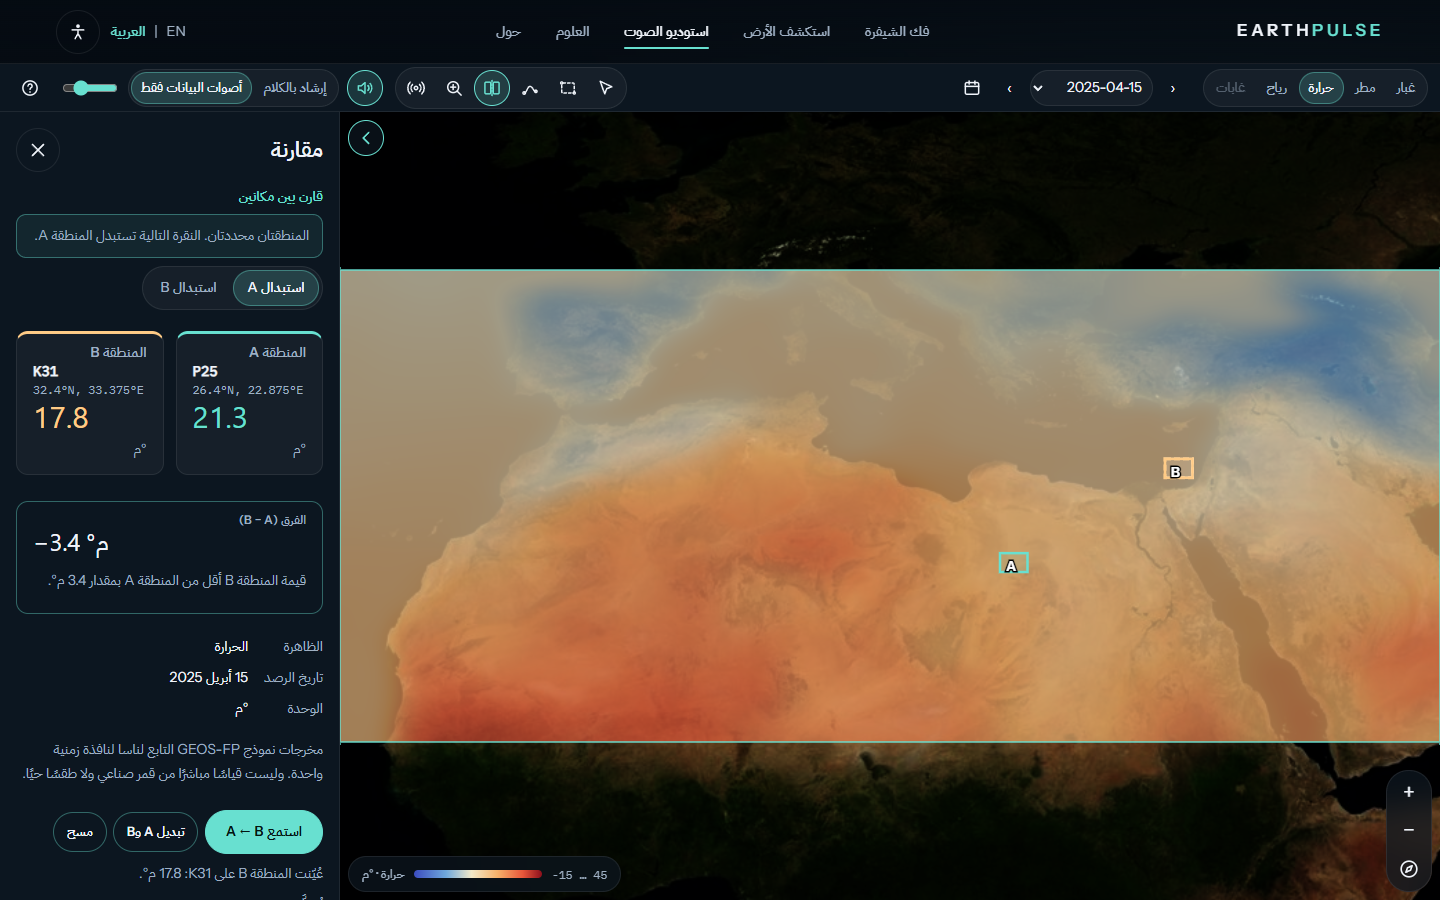 EARTHPULSE
فك الشيفرة
استكشف الأرض
استوديو الصوت
العلوم
حول
العربية | EN
غبار
مطر
حرارة
رياح
غابات
2025-04-15
إرشاد بالكلام
أصوات البيانات فقط
مقارنة
قارن بين مكانين
المنطقتان محددتان. النقرة التالية تستبدل المنطقة A.
استبدال A
استبدال B
المنطقة A
P25
26.4°N, 22.875°E
21.3
°م
المنطقة B
K31
32.4°N, 33.375°E
17.8
°م
الفرق (B − A)
−3.4 °م
قيمة المنطقة B أقل من المنطقة A بمقدار 3.4 م°.
الظاهرة الحرارة
تاريخ الرصد 15 أبريل 2025
الوحدة °م
مخرجات نموذج GEOS-FP التابع لناسا لنافذة زمنية
واحدة. وليست قياسًا مباشرًا من قمر صناعي ولا طقسًا حيًا.
استمع A ← B
تبديل A وB
مسح
عُيّنت المنطقة B على K31: 17.8 م°.
B
A
حرارة · °م
-15 … 45